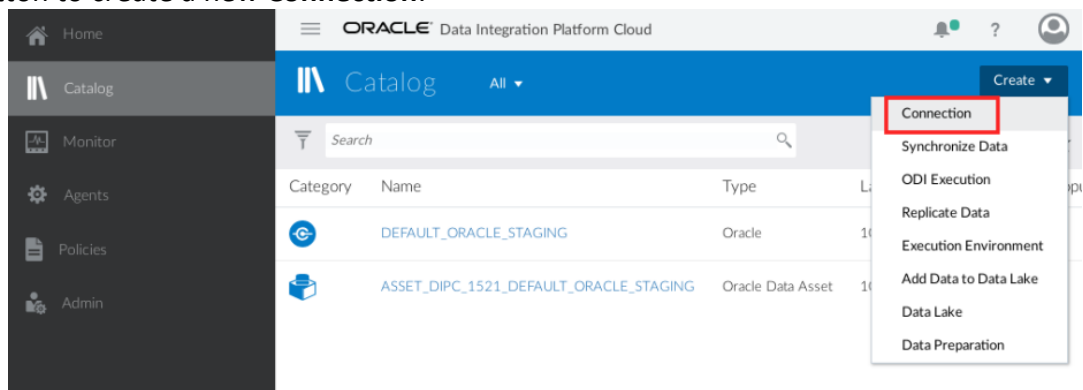 to create a new Connection.
Home
ORACLE Data Integration Platform Cloud
?
Catalog
Catalog
All
Create
Connection
Monitor
Search
Synchronize Data
Agents
Category Name Type
ODI Execution
Replicate Data
DEFAULT_ORACLE_STAGING Oracle
Policies
Execution Environment
ASSET_DIPC_1521_DEFAULT_ORACLE_STAGING Oracle Data Asset
Add Data to Data Lake
Admin
Data Lake
Data Preparation